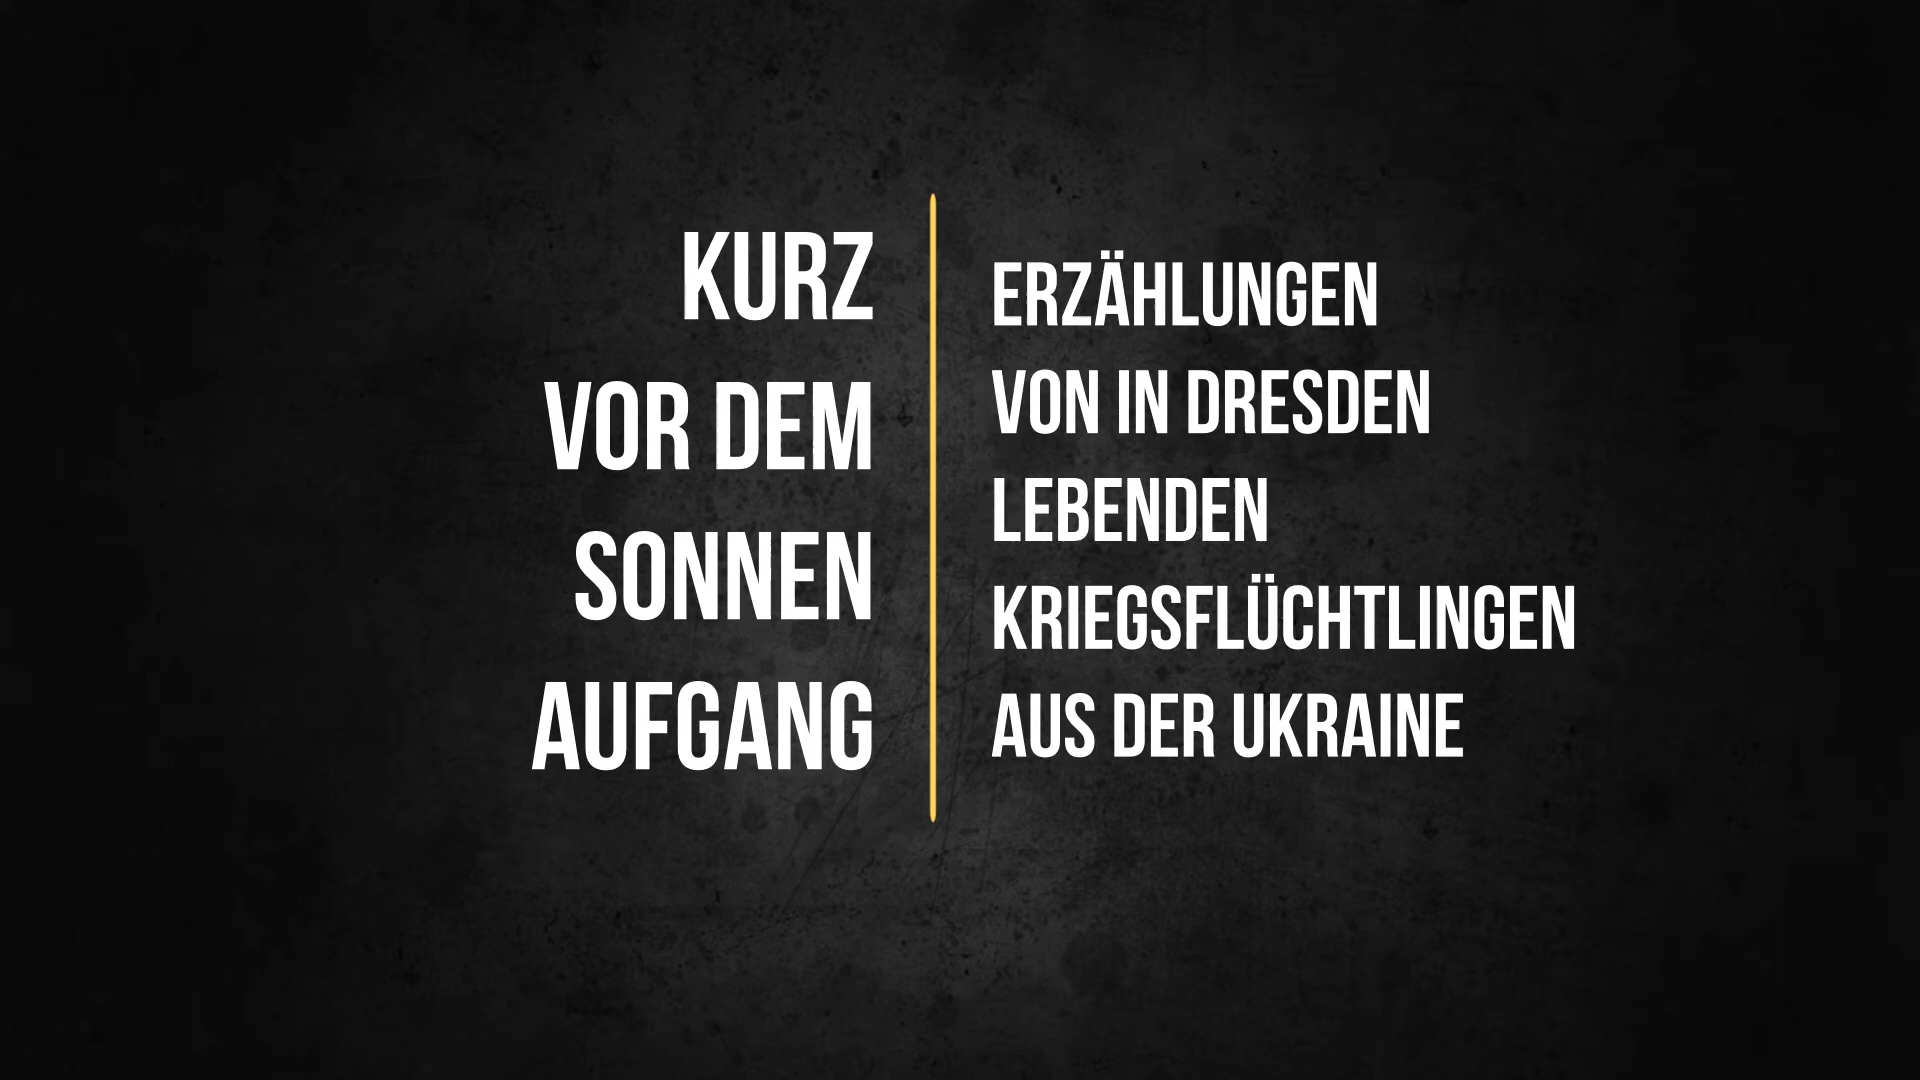 KURZ
VOR DEM
SONNEN
AUFGANG
ERZÄHLUNGEN
VON IN DRESDEN
LEBENDEN
KRIEGSFLÜCHTLINGEN
AUS DER UKRAINE